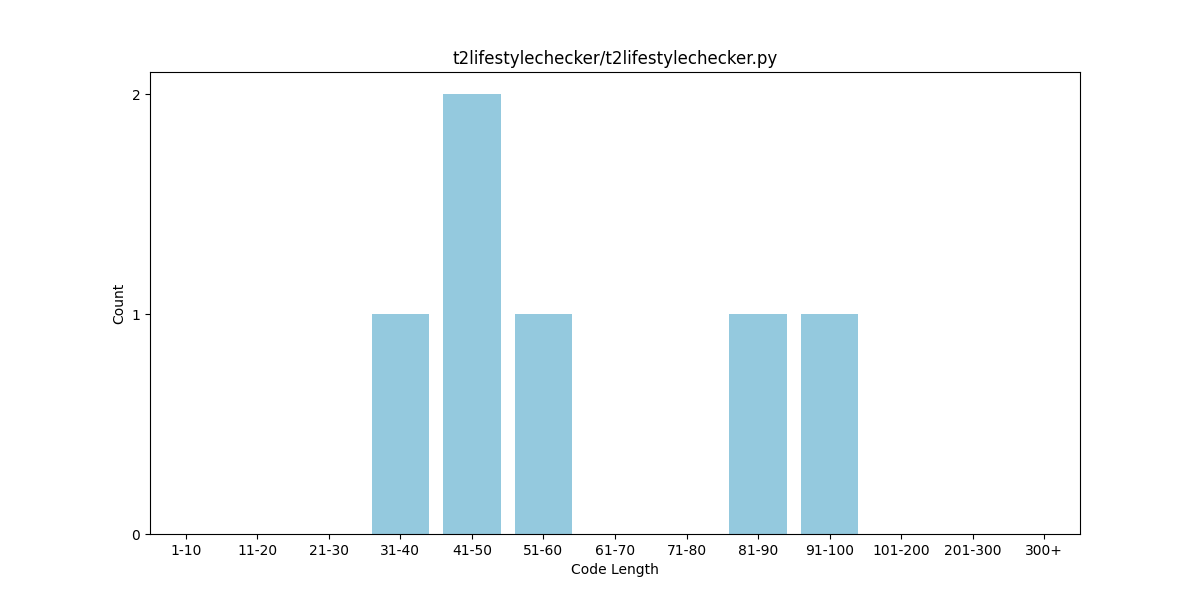 t2lifestylechecker/t2lifestylechecker.py
2
1
0
Count
1-10 11-20 21-30 31-40 41-50 51-60 61-70 71-80 81-90 91-100 101-200 201-300 300+
Code Length